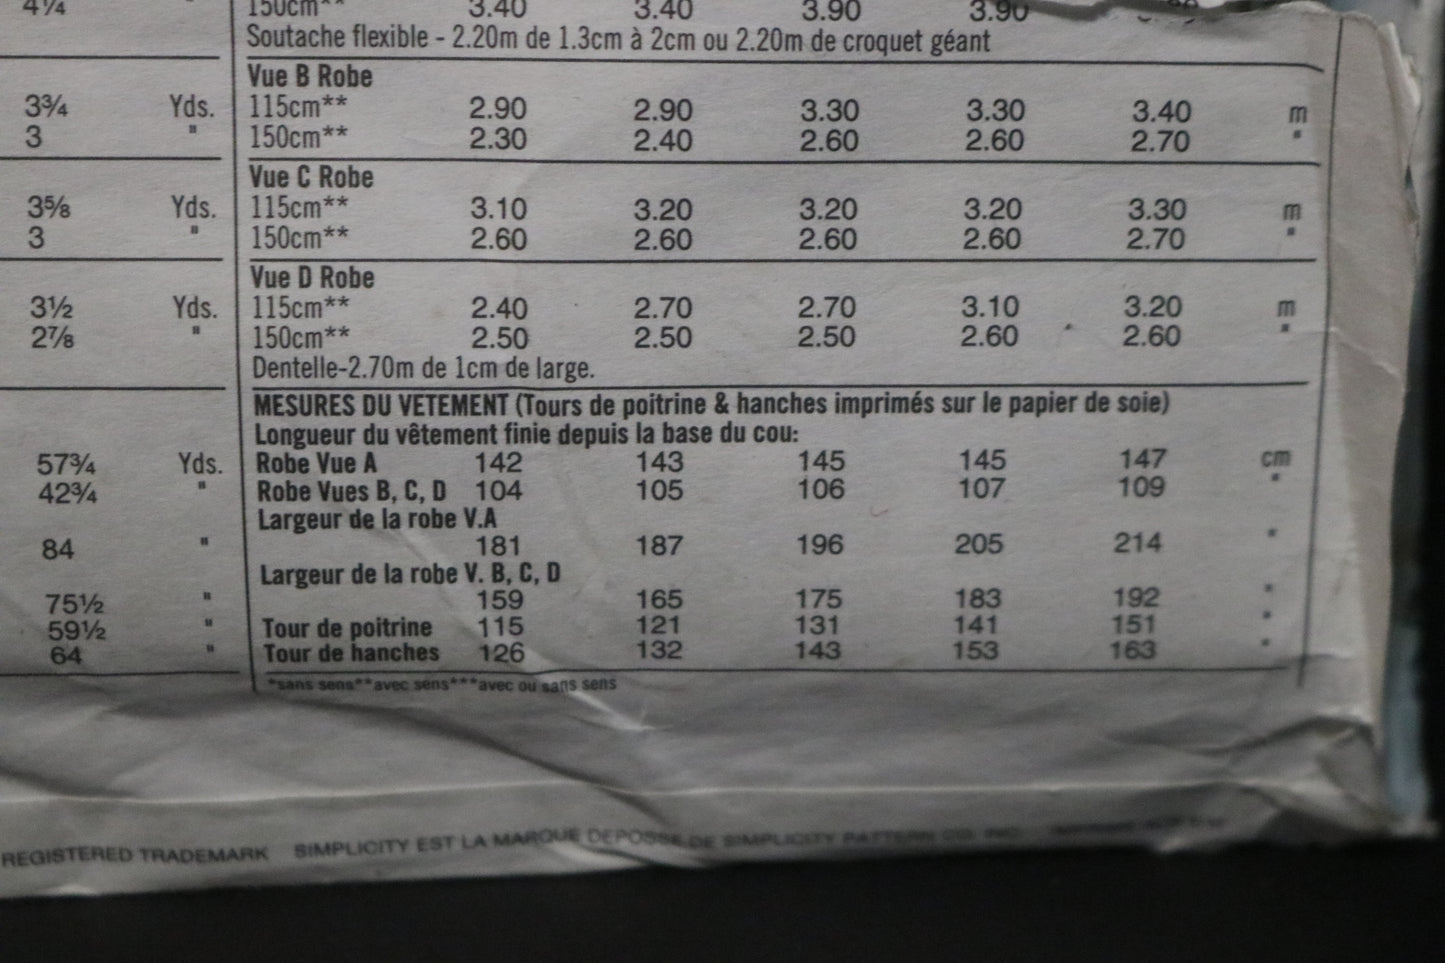 4¼ 150cm** 3.40 3.40 3.90 3.90
Soutache flexible - 2.20m de 1.3cm à 2cm ou 2.20m de croquet géant
Vue B Robe
3¾ Yds. 115cm** 2.90 2.90 3.30 3.30 3.40 m
3 " 150cm** 2.30 2.40 2.60 2.60 2.70 "
Vue C Robe
3⅝ Yds. 115cm** 3.10 3.20 3.20 3.20 3.30 m
3 " 150cm** 2.60 2.60 2.60 2.60 2.70 "
Vue D Robe
3½ Yds. 115cm** 2.40 2.70 2.70 3.10 3.20 m
2⅞ " 150cm** 2.50 2.50 2.50 2.60 2.60 "
Dentelle-2.70m de 1cm de large.
MESURES DU VETEMENT (Tours de poitrine & hanches imprimés sur le papier de soie)
Longueur du vêtement finie depuis la base du cou:
57¾ Yds. Robe Vue A 142 143 145 145 147 cm
42¾ " Robe Vues B, C, D 104 105 106 107 109 "
Largeur de la robe V.A
84 " 181 187 196 205 214 "
Largeur de la robe V. B, C, D
75½ " 159 165 175 183 192 "
59½ " Tour de poitrine 115 121 131 141 151 "
64 " Tour de hanches 126 132 143 153 163 "
*sans sens**avec sens***avec ou sans sens
REGISTERED TRADEMARK SIMPLICITY EST LA MARQUE DEPOSSE DE SIMPLICITY PATTERN CO. INC.